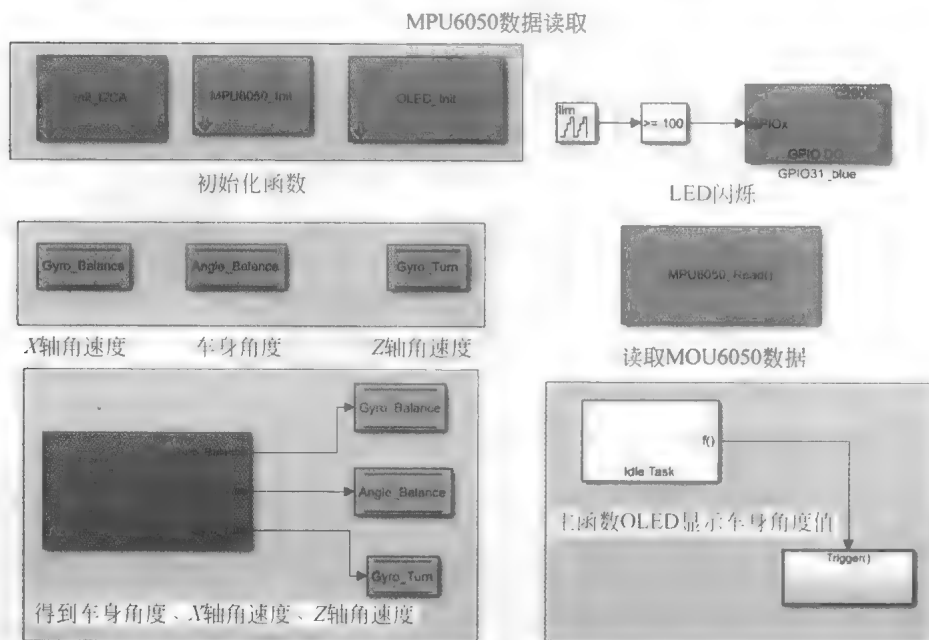 MPU6050数据读取
Init_I2CA
MPU6050_Init
OLED_Init
初始化函数
lim
>= 100
GPIOx
GPIO DO
GPIO31_blue
LED闪烁
Gyro_Balance
Angle_Balance
Gyro_Turn
X轴角速度
车身角度
Z轴角速度
MPU6050_Read()
读取MOU6050数据
Gyro_Balance
Gyro_Balance
Angle_Balance
Gyro_Turn
得到车身角度、X轴角速度、Z轴角速度
f()
Idle Task
主函数OLED显示车身角度值
Trigger()